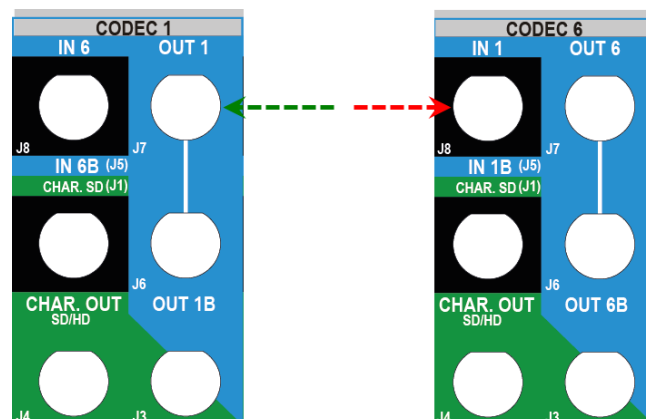 CODEC 1
IN 6 OUT 1
J8 J7
IN 6B (J5)
CHAR. SD (J1)
J6
CHAR. OUT OUT 1B
SD/HD
J4 J3
CODEC 6
IN 1 OUT 6
J8 J7
IN 1B (J5)
CHAR. SD (J1)
J6
CHAR. OUT OUT 6B
SD/HD
J4 J3